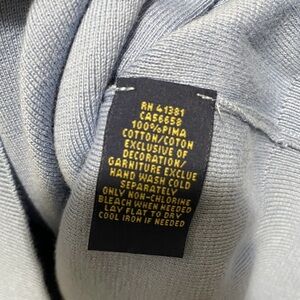 RN 41381
CA56658
100% PIMA
COTTON/COTON
EXCLUSIVE OF
DECORATION/
GARNITURE EXCLUE
HAND WASH COLD
SEPARATELY
ONLY NON-CHLORINE
BLEACH WHEN NEEDED
LAY FLAT TO DRY
COOL IRON IF NEEDED